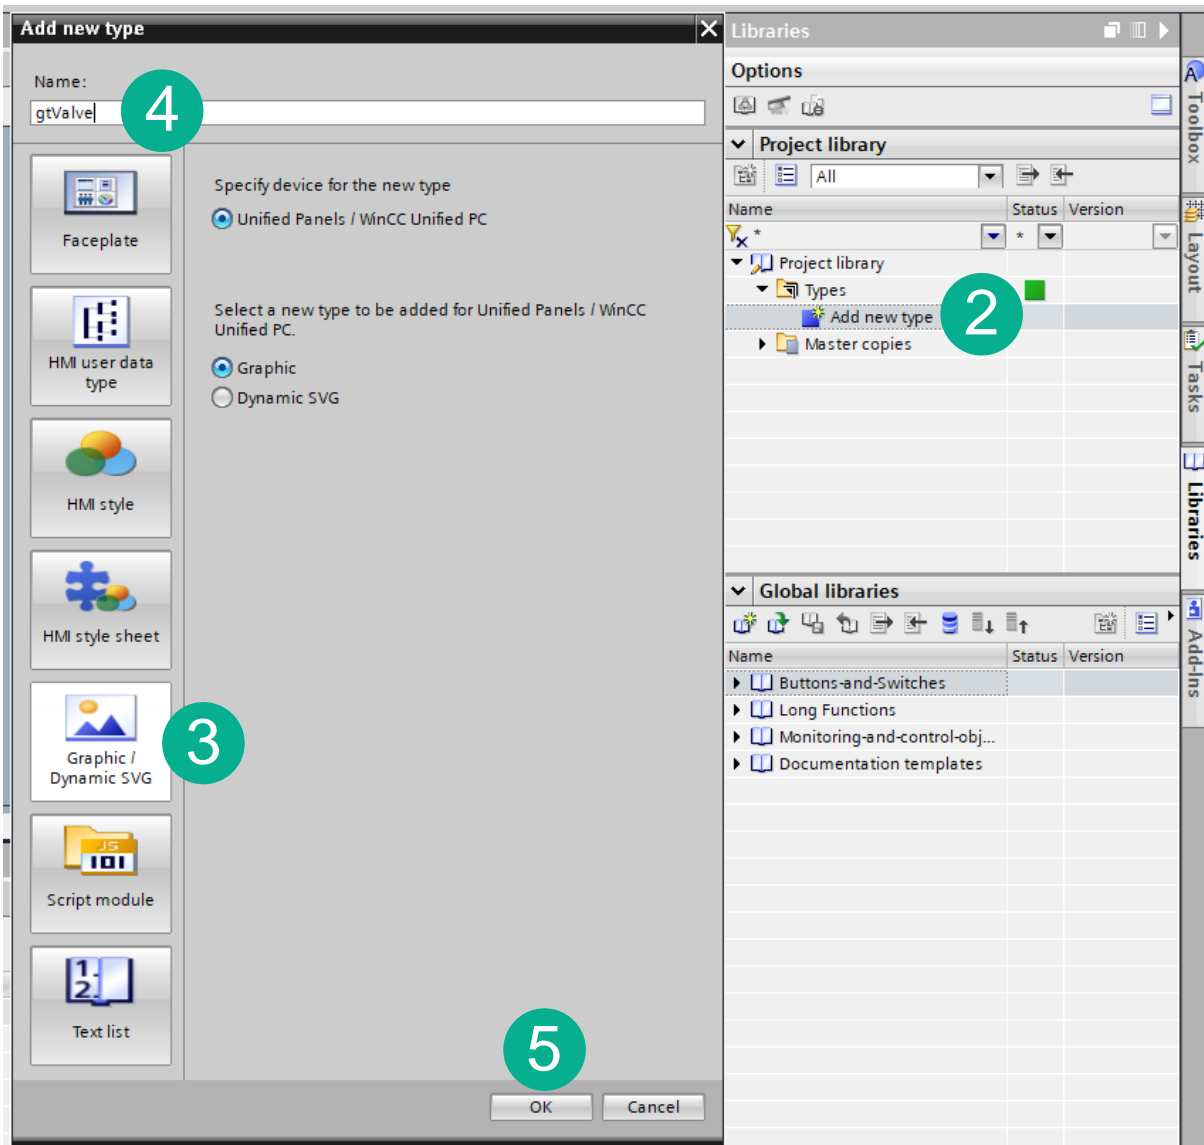 Add new type
Name:
gtValve
4
Faceplate
HMI user data
type
HMI style
HMI style sheet
Graphic /
Dynamic SVG
3
JS
101
Script module
1.
2.
Text list
Specify device for the new type
Unified Panels / WinCC Unified PC
Select a new type to be added for Unified Panels / WinCC
Unified PC.
Graphic
Dynamic SVG
5
OK
Cancel
Libraries
Options
Project library
All
Name
Status
Version
*
*
Project library
Types
Add new type
2
Master copies
Global libraries
Name
Status
Version
Buttons-and-Switches
Long Functions
Monitoring-and-control-obj...
Documentation templates
Toolbox
Layout
Tasks
Libraries
Add-Ins